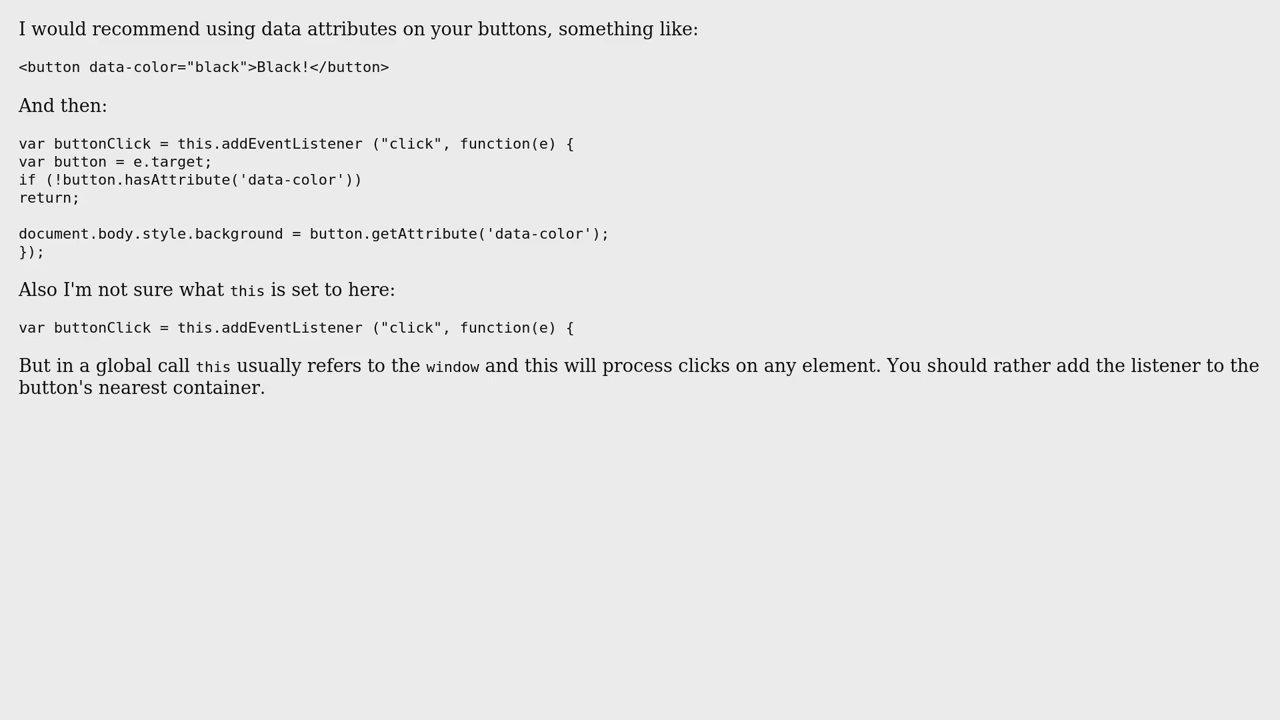 I would recommend using data attributes on your buttons, something like:
<button data-color="black">Black!</button>
And then:
var buttonClick = this.addEventListener ("click", function(e) {
var button = e.target;
if (!button.hasAttribute('data-color'))
return;
document.body.style.background = button.getAttribute('data-color');
});
Also I'm not sure what this is set to here:
var buttonClick = this.addEventListener ("click", function(e) {
But in a global call this usually refers to the window and this will process clicks on any element. You should rather add the listener to the
button's nearest container.